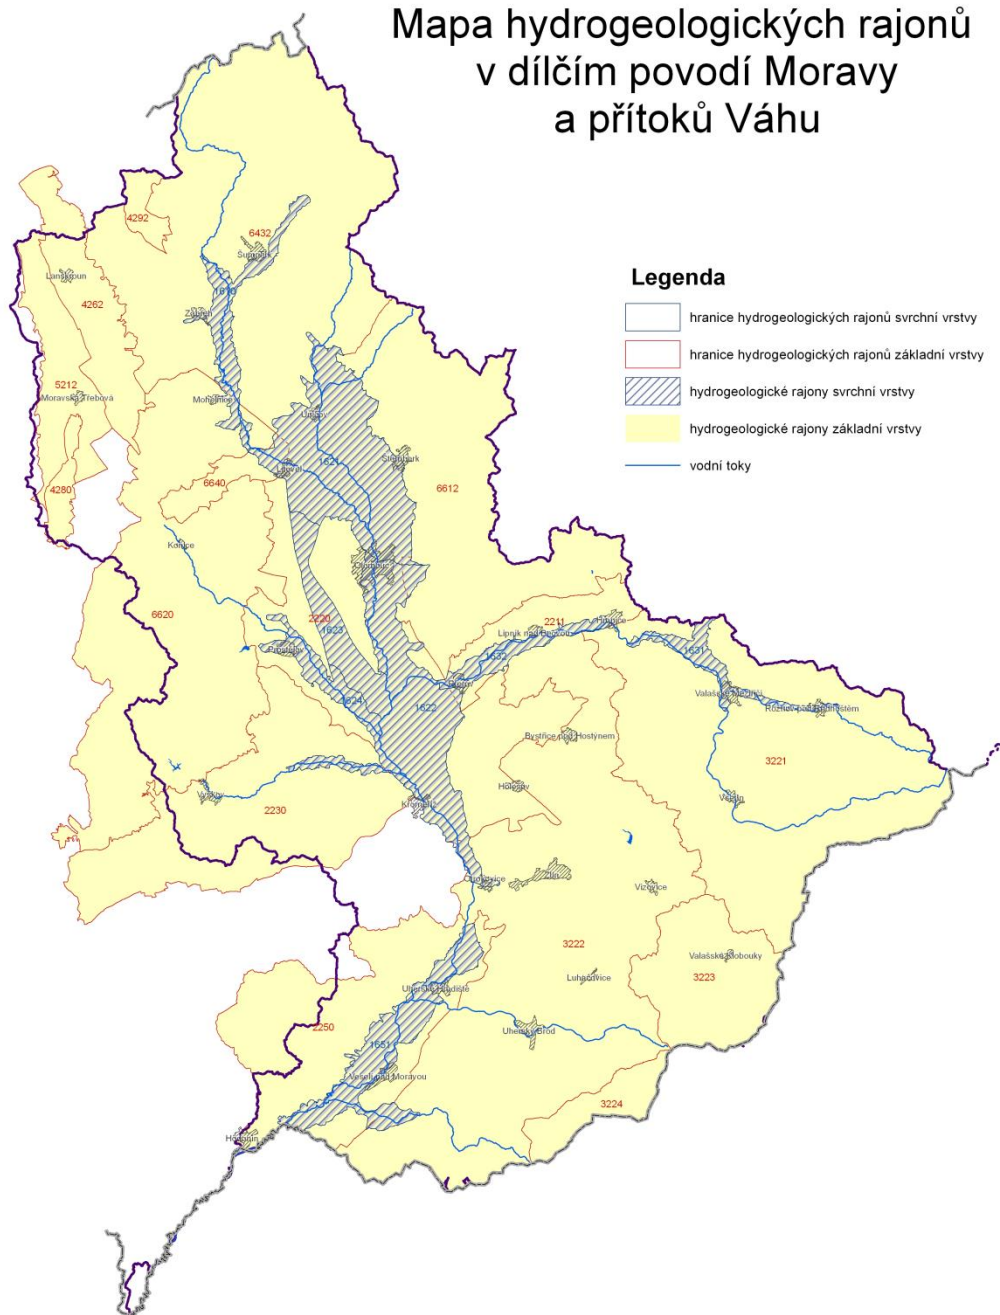 Mapa hydrogeologických rajonů
v dílčím povodí Moravy
a přítoků Váhu
4292
6432
Šumperk
Lanškroun
Legenda
4262
1610
Zábřeh
hranice hydrogeologických rajonů svrchní vrstvy
hranice hydrogeologických rajonů základní vrstvy
5212
Moravská Třebová
Mohelnice
hydrogeologické rajony svrchní vrstvy
Uničov
hydrogeologické rajony základní vrstvy
1621
Šternberk
Litovel
vodní toky
4280
6640
6612
Konice
Olomouc
6620
2220
2211
Hranice
1623
Lipník nad Bečvou
Prostějov
1632
1631
Přerov
Valašské Meziříčí
1624
1622
Rožnov pod Radhoštěm
Bystřice pod Hostýnem
3221
Holešov
Vyškov
Vsetín
2230
Kroměříž
Otrokovice
Zlín
Vizovice
3222
Valašské Klobouky
3223
Luhačovice
Uherské Hradiště
2250
Uherský Brod
1651
Veselí nad Moravou
3224
Hodonín